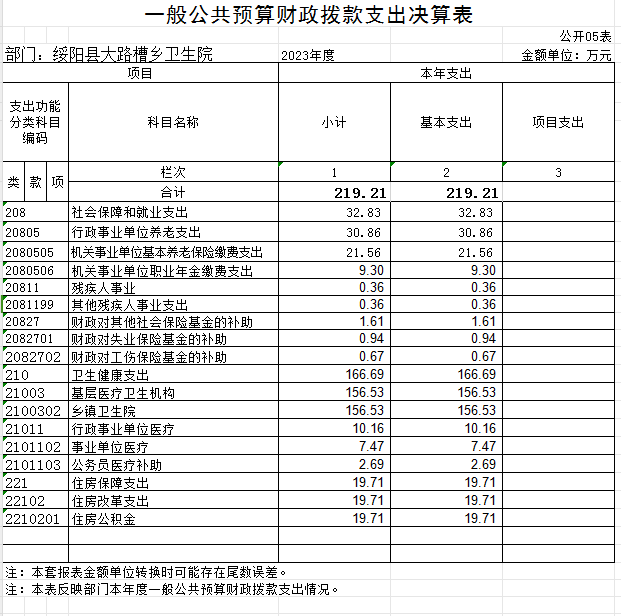 一般公共预算财政拨款支出决算表
公开05表
部门：绥阳县大路槽乡卫生院 2023年度 金额单位：万元
项目 本年支出
支出功能分类科目编码 科目名称 小计 基本支出 项目支出
类 款 项 栏次 1 2 3
合计 219.21 219.21
208 社会保障和就业支出 32.83 32.83
20805 行政事业单位养老支出 30.86 30.86
2080505 机关事业单位基本养老保险缴费支出 21.56 21.56
2080506 机关事业单位职业年金缴费支出 9.30 9.30
20811 残疾人事业 0.36 0.36
2081199 其他残疾人事业支出 0.36 0.36
20827 财政对其他社会保险基金的补助 1.61 1.61
2082701 财政对失业保险基金的补助 0.94 0.94
2082702 财政对工伤保险基金的补助 0.67 0.67
210 卫生健康支出 166.69 166.69
21003 基层医疗卫生机构 156.53 156.53
2100302 乡镇卫生院 156.53 156.53
21011 行政事业单位医疗 10.16 10.16
2101102 事业单位医疗 7.47 7.47
2101103 公务员医疗补助 2.69 2.69
221 住房保障支出 19.71 19.71
22102 住房改革支出 19.71 19.71
2210201 住房公积金 19.71 19.71
注：本套报表金额单位转换时可能存在尾数误差。
注：本表反映部门本年度一般公共预算财政拨款支出情况。